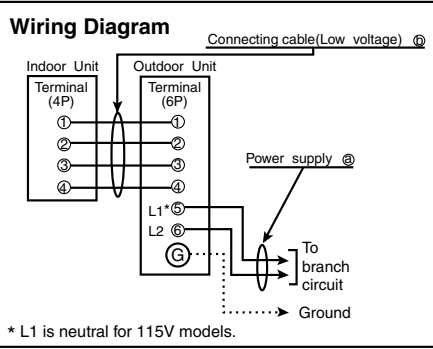 Wiring Diagram
Connecting cable(Low voltage) ⓑ
Indoor Unit
Outdoor Unit
Terminal
(4P)
Terminal
(6P)
① ①
② ②
③ ③
④ ④
L1*⑤
L2 ⑥
G
Power supply ⓐ
To
branch
circuit
Ground
* L1 is neutral for 115V models.